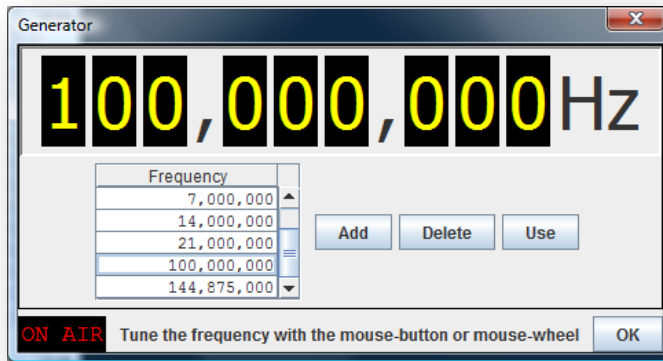 Generator
100,000,000Hz
Frequency
7,000,000
14,000,000
21,000,000
100,000,000
144,875,000
Add Delete Use
ON AIR Tune the frequency with the mouse-button or mouse-wheel OK